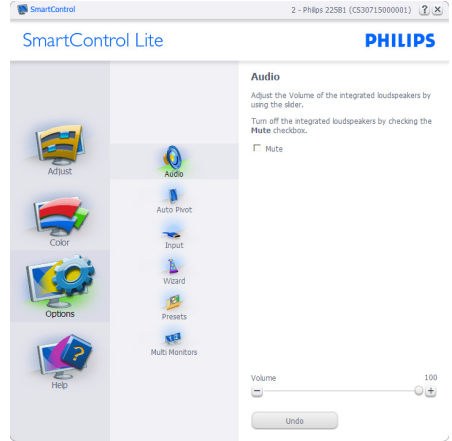 SmartControl
2 - Philips 225B1 (CS30715000001)
SmartControl Lite
PHILIPS
Adjust
Color
Options
Help
Audio
Auto Pivot
Input
Wizard
Presets
Multi Monitors
Audio
Adjust the Volume of the integrated loudspeakers by
using the slider.
Turn off the integrated loudspeakers by checking the
Mute checkbox.
Mute
Volume 100
Undo